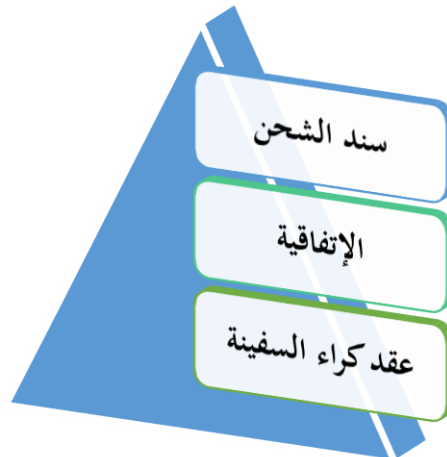 سند الشحن
الإتفاقية
عقد كراء السفينة